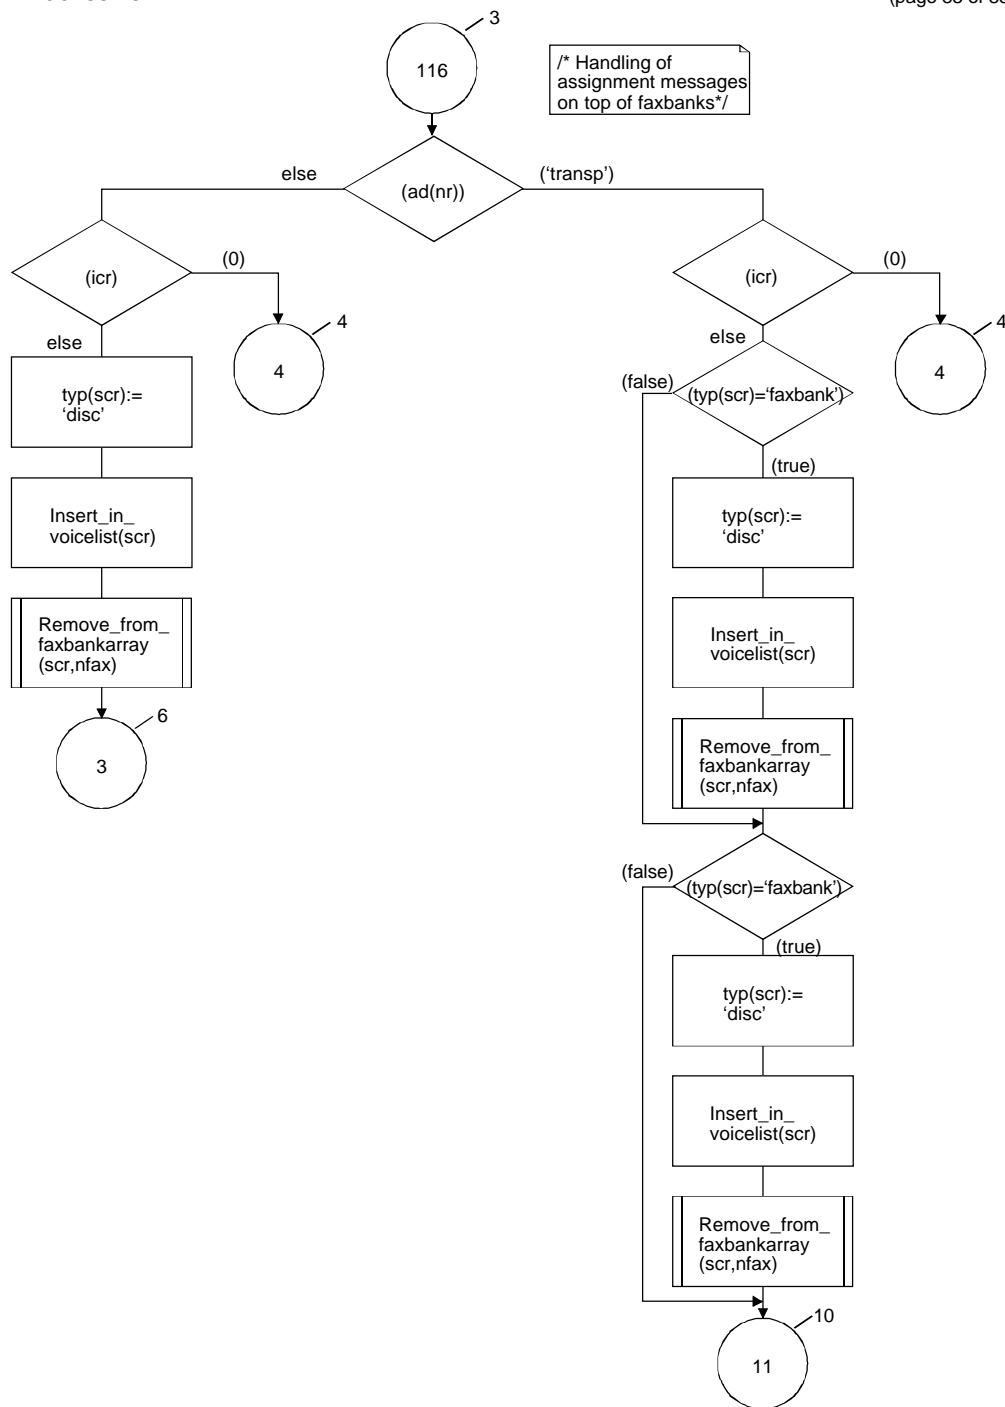 3
116
/* Handling of
assignment messages
on top of faxbanks*/
else
(ad(nr))
(‘transp’)
(icr)
(0)
(icr)
(0)
4
4
else
4
4
else
typ(scr):=
‘disc’
(false)
(typ(scr)=‘faxbank’)
(true)
Insert_in_
voicelist(scr)
typ(scr):=
‘disc’
Remove_from_
faxbankarray
(scr,nfax)
Insert_in_
voicelist(scr)
6
3
Remove_from_
faxbankarray
(scr,nfax)
(false)
(typ(scr)=‘faxbank’)
(true)
typ(scr):=
‘disc’
Insert_in_
voicelist(scr)
Remove_from_
faxbankarray
(scr,nfax)
10
11